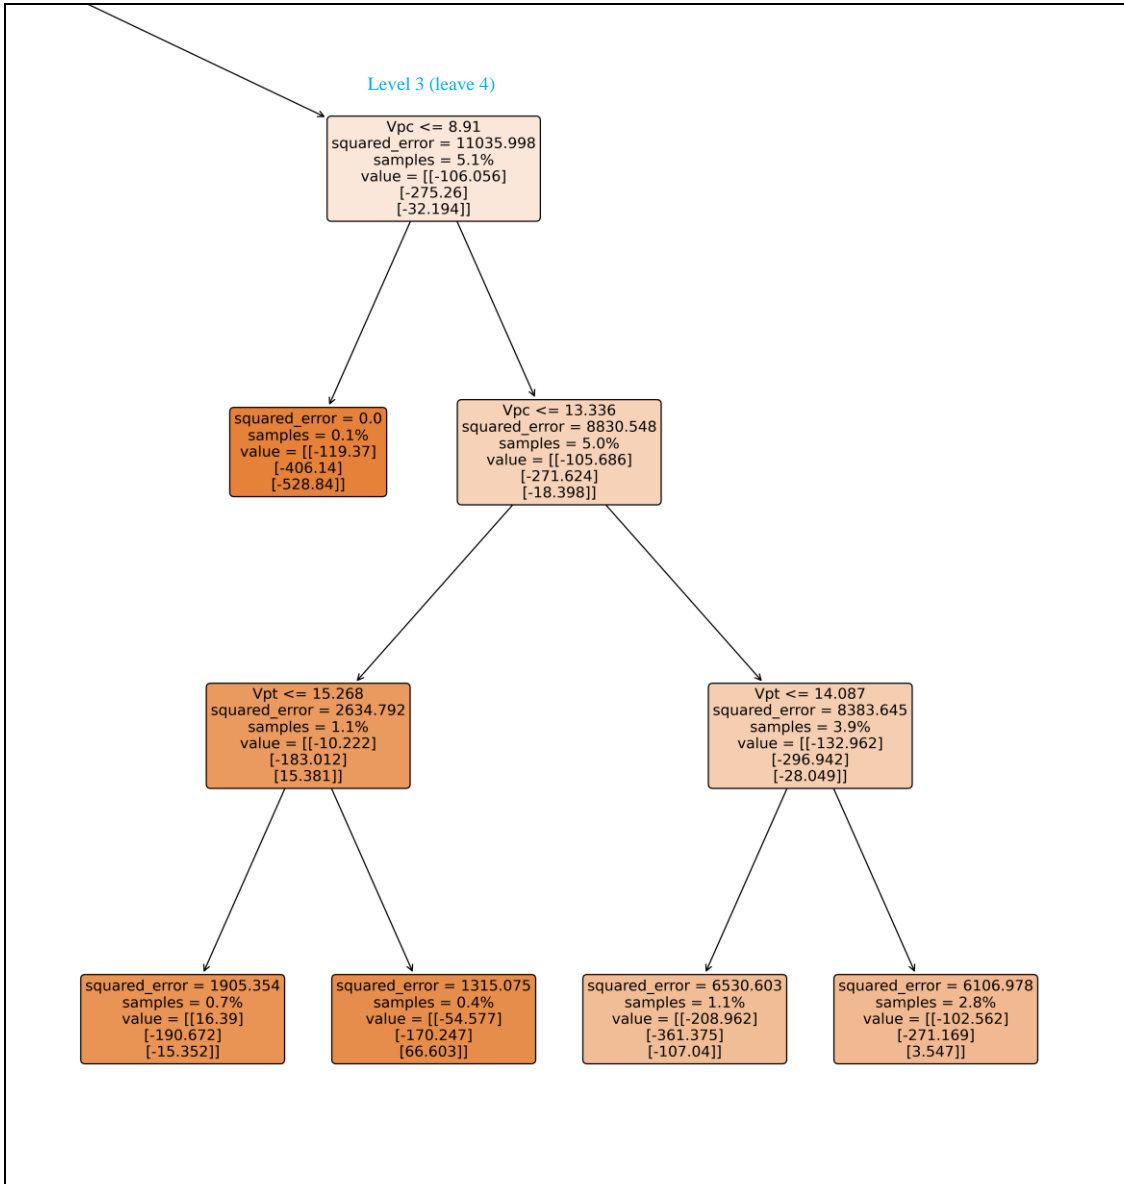 Level 3 (leave 4)
Vpc <= 8.91
squared_error = 11035.998
samples = 5.1%
value = [[-106.056]
[-275.26]
[-32.194]]
squared_error = 0.0
samples = 0.1%
value = [[-119.37]
[-406.14]
[-528.84]]
Vpc <= 13.336
squared_error = 8830.548
samples = 5.0%
value = [[-105.686]
[-271.624]
[-18.398]]
Vpt <= 15.268
squared_error = 2634.792
samples = 1.1%
value = [[-10.222]
[-183.012]
[15.381]]
Vpt <= 14.087
squared_error = 8383.645
samples = 3.9%
value = [[-132.962]
[-296.942]
[-28.049]]
squared_error = 1905.354
samples = 0.7%
value = [[16.39]
[-190.672]
[-15.352]]
squared_error = 1315.075
samples = 0.4%
value = [[-54.577]
[-170.247]
[66.603]]
squared_error = 6530.603
samples = 1.1%
value = [[-208.962]
[-361.375]
[-107.04]]
squared_error = 6106.978
samples = 2.8%
value = [[-102.562]
[-271.169]
[3.547]]